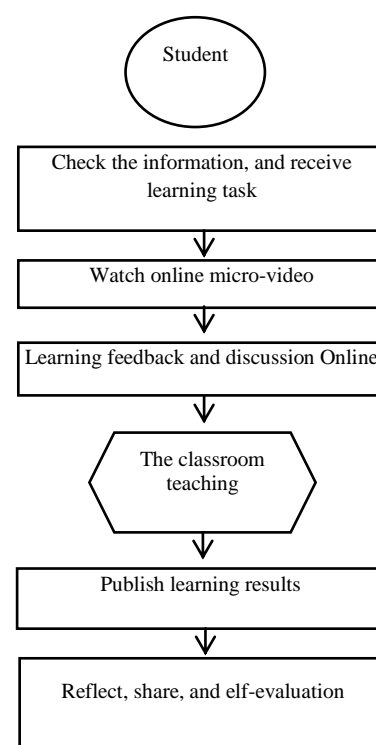 Student
Check the information, and receive
learning task
Watch online micro-video
Learning feedback and discussion Online
The classroom
teaching
Publish learning results
Reflect, share, and elf-evaluation